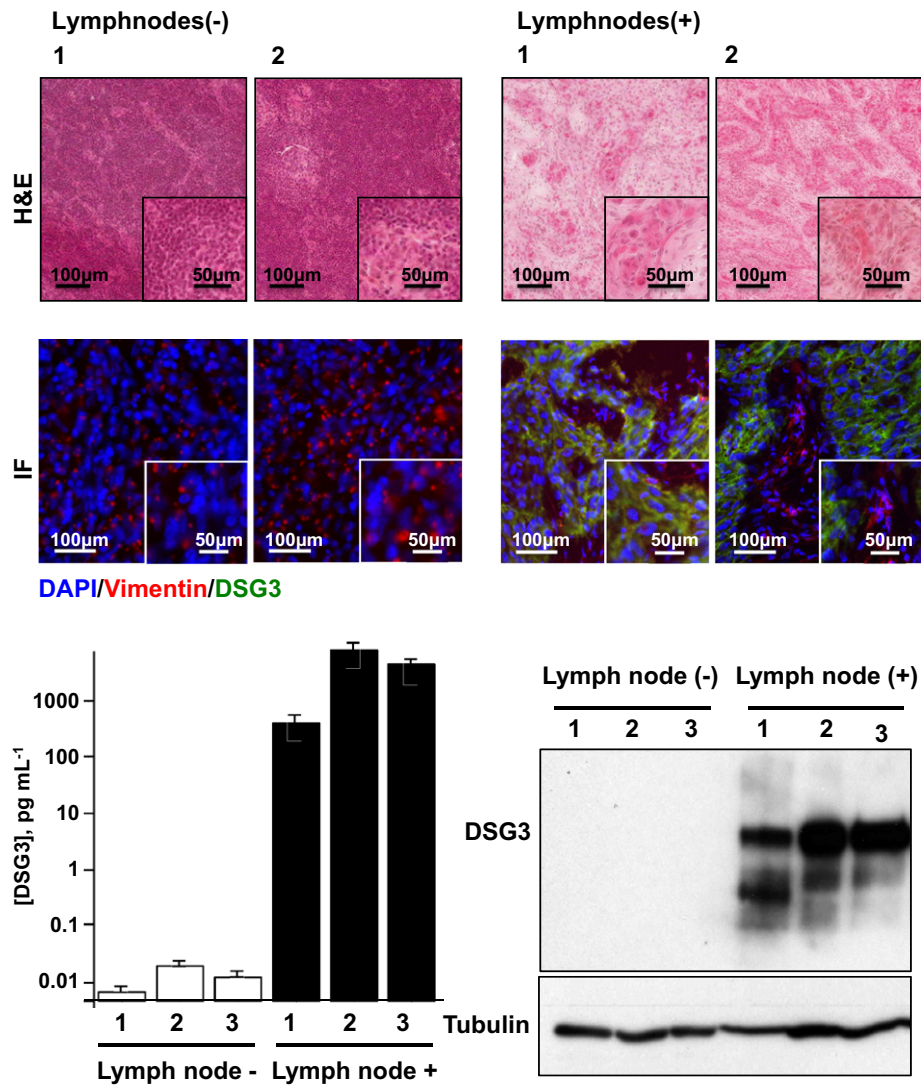 Lymphnodes(-) Lymphnodes(+)
1 2 1 2
H&E
100µm 50µm 100µm 50µm 100µm 50µm 100µm 50µm
IF
100µm 50µm 100µm 50µm 100µm 50µm 100µm 50µm
DAPI/Vimentin/DSG3
[DSG3], pg mL⁻¹
1000
100
10
1
0.1
0.01
1 2 3 1 2 3
Lymph node - Lymph node +
Lymph node (-) Lymph node (+)
1 2 3 1 2 3
DSG3
Tubulin